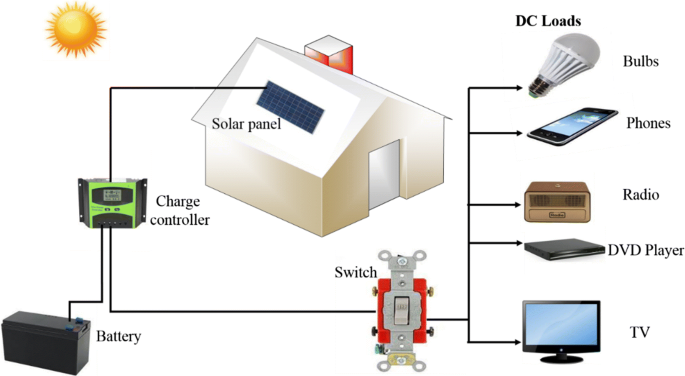 DC Loads
Bulbs
Solar panel
Phones
Charge
controller
Radio
DVD Player
Switch
Battery
TV